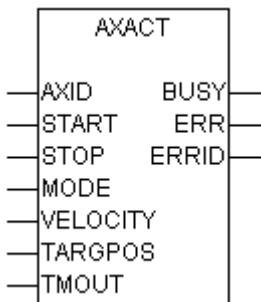 AXACT
AXID BUSY
START ERR
STOP ERRID
MODE
VELOCITY
TARGPOS
TMOUT